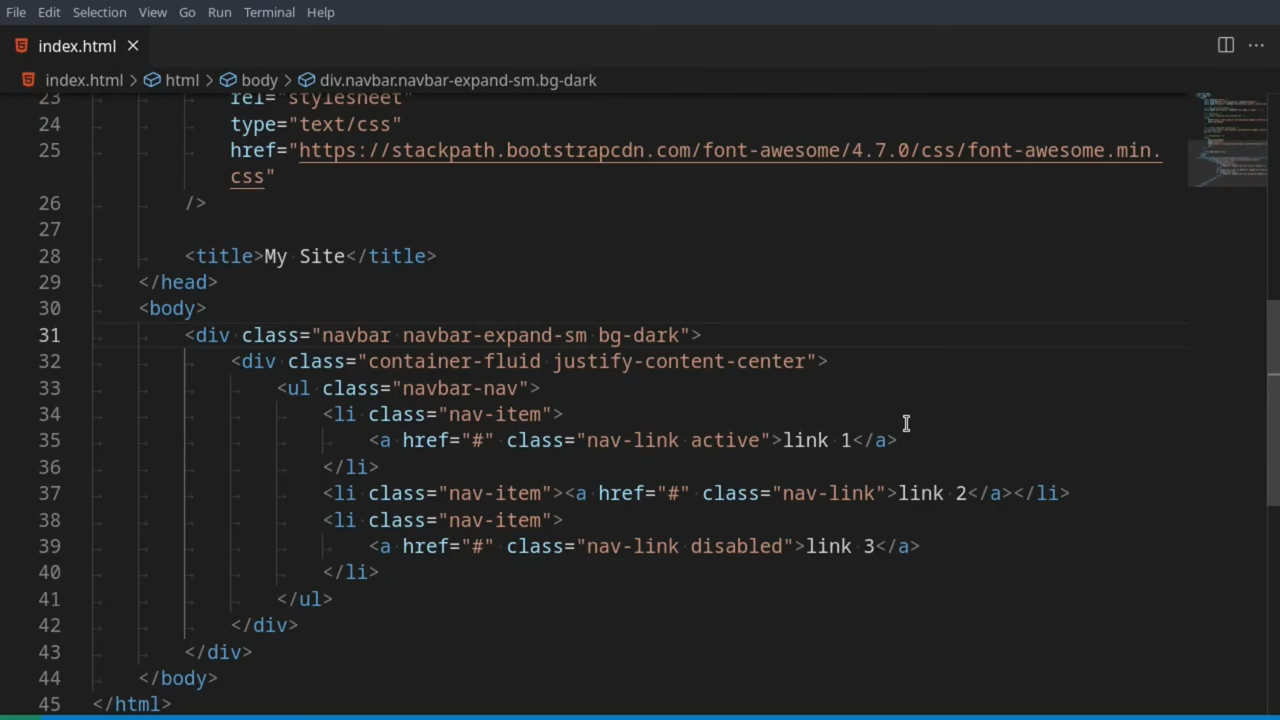 File Edit Selection View Go Run Terminal Help
index.html
index.html > html > body > div.navbar.navbar-expand-sm.bg-dark
23 rel="stylesheet"
24 type="text/css"
25 href="https://stackpath.bootstrapcdn.com/font-awesome/4.7.0/css/font-awesome.min.
css"
26 />
27
28 <title>My Site</title>
29 </head>
30 <body>
31 <div class="navbar navbar-expand-sm bg-dark">
32 <div class="container-fluid justify-content-center">
33 <ul class="navbar-nav">
34 <li class="nav-item">
35 <a href="#" class="nav-link active">link 1</a>
36 </li>
37 <li class="nav-item"><a href="#" class="nav-link">link 2</a></li>
38 <li class="nav-item">
39 <a href="#" class="nav-link disabled">link 3</a>
40 </li>
41 </ul>
42 </div>
43 </div>
44 </body>
45 </html>